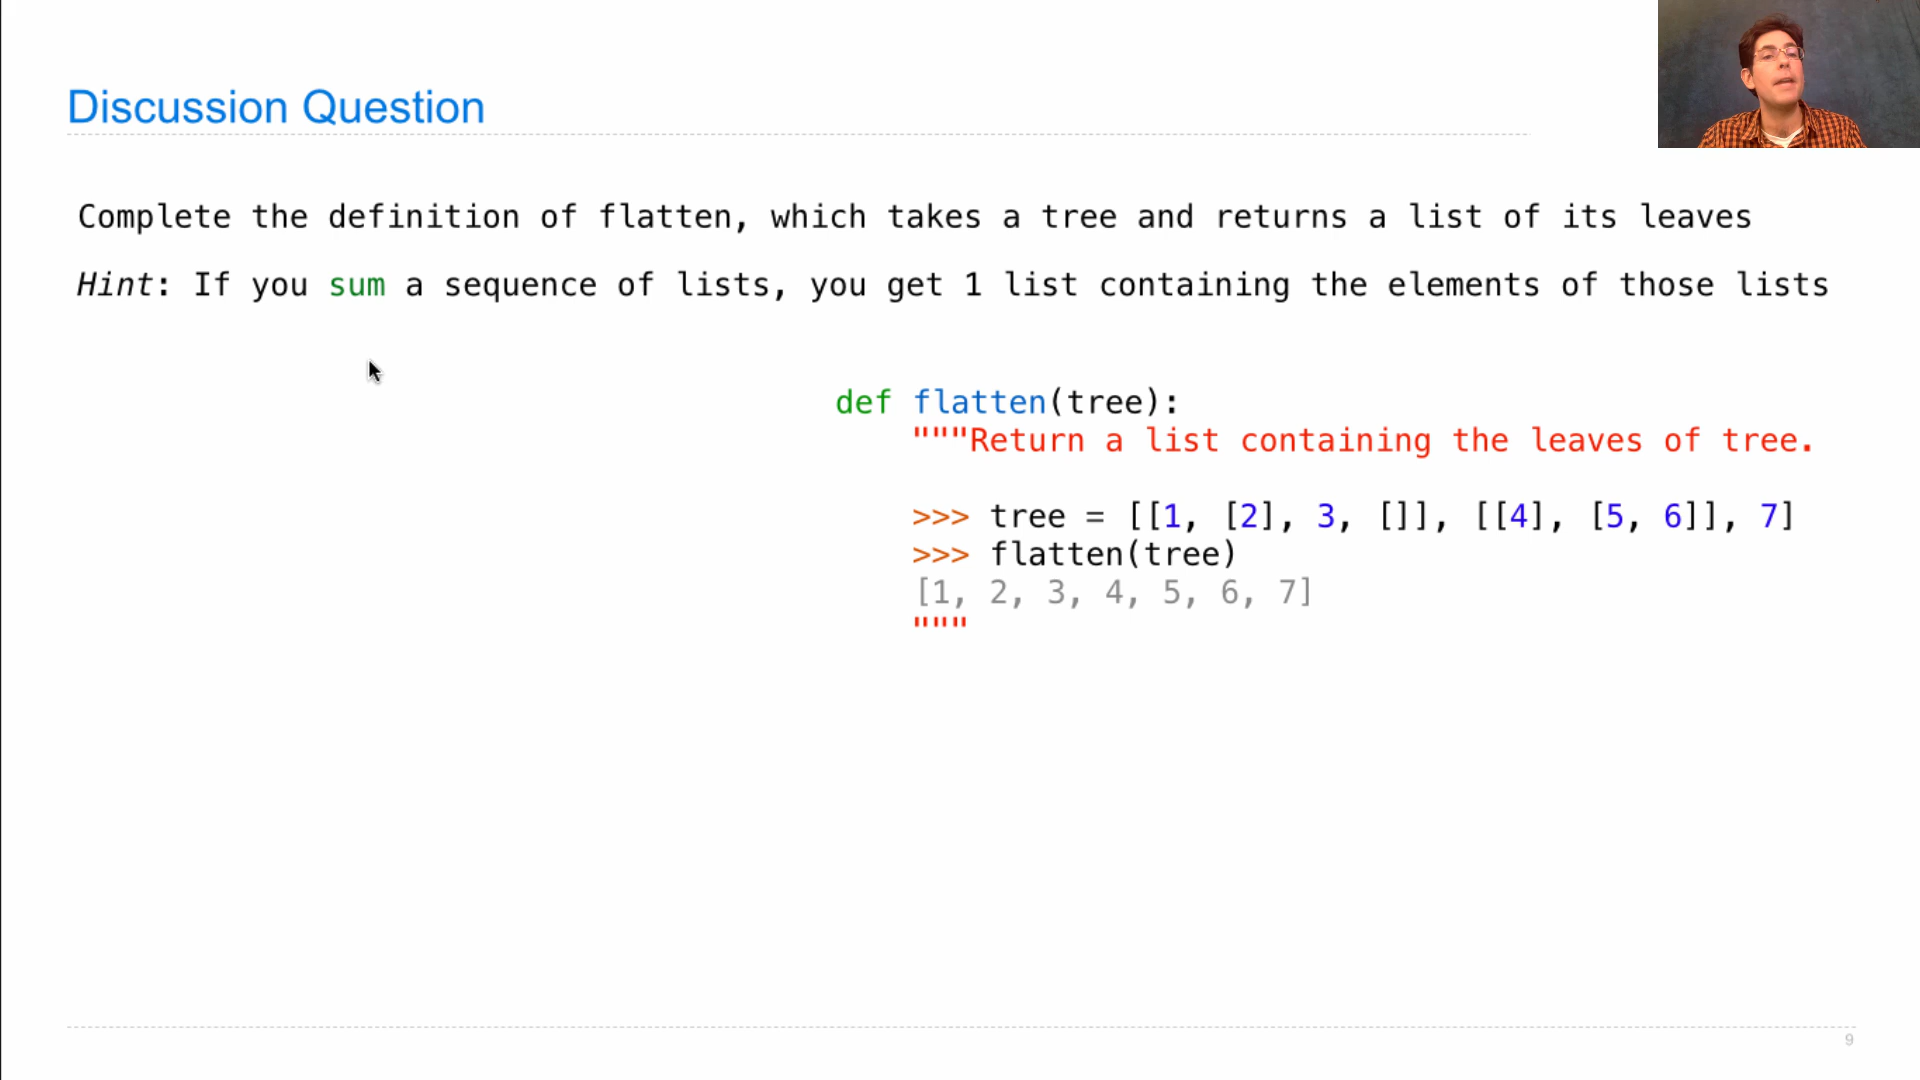 Discussion Question
Complete the definition of flatten, which takes a tree and returns a list of its leaves
Hint: If you sum a sequence of lists, you get 1 list containing the elements of those lists
def flatten(tree):
"""Return a list containing the leaves of tree.
>>> tree = [[1, [2], 3, []], [[4], [5, 6]], 7]
>>> flatten(tree)
[1, 2, 3, 4, 5, 6, 7]
"""
9